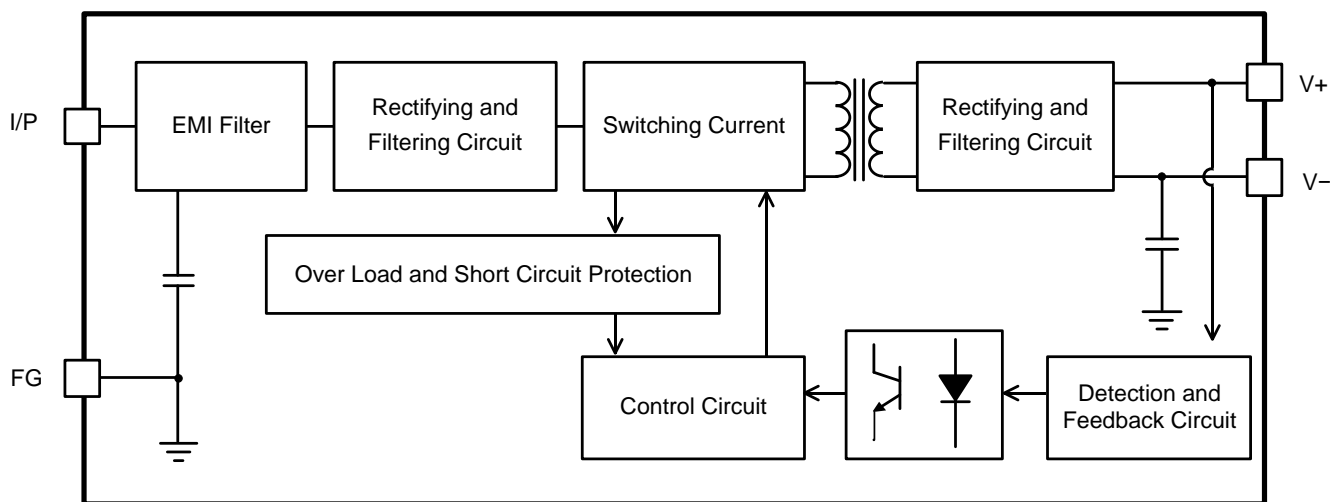 I/P
EMI Filter
Rectifying and
Filtering Circuit
Switching Current
Rectifying and
Filtering Circuit
V+
V−
Over Load and Short Circuit Protection
FG
Control Circuit
Detection and
Feedback Circuit